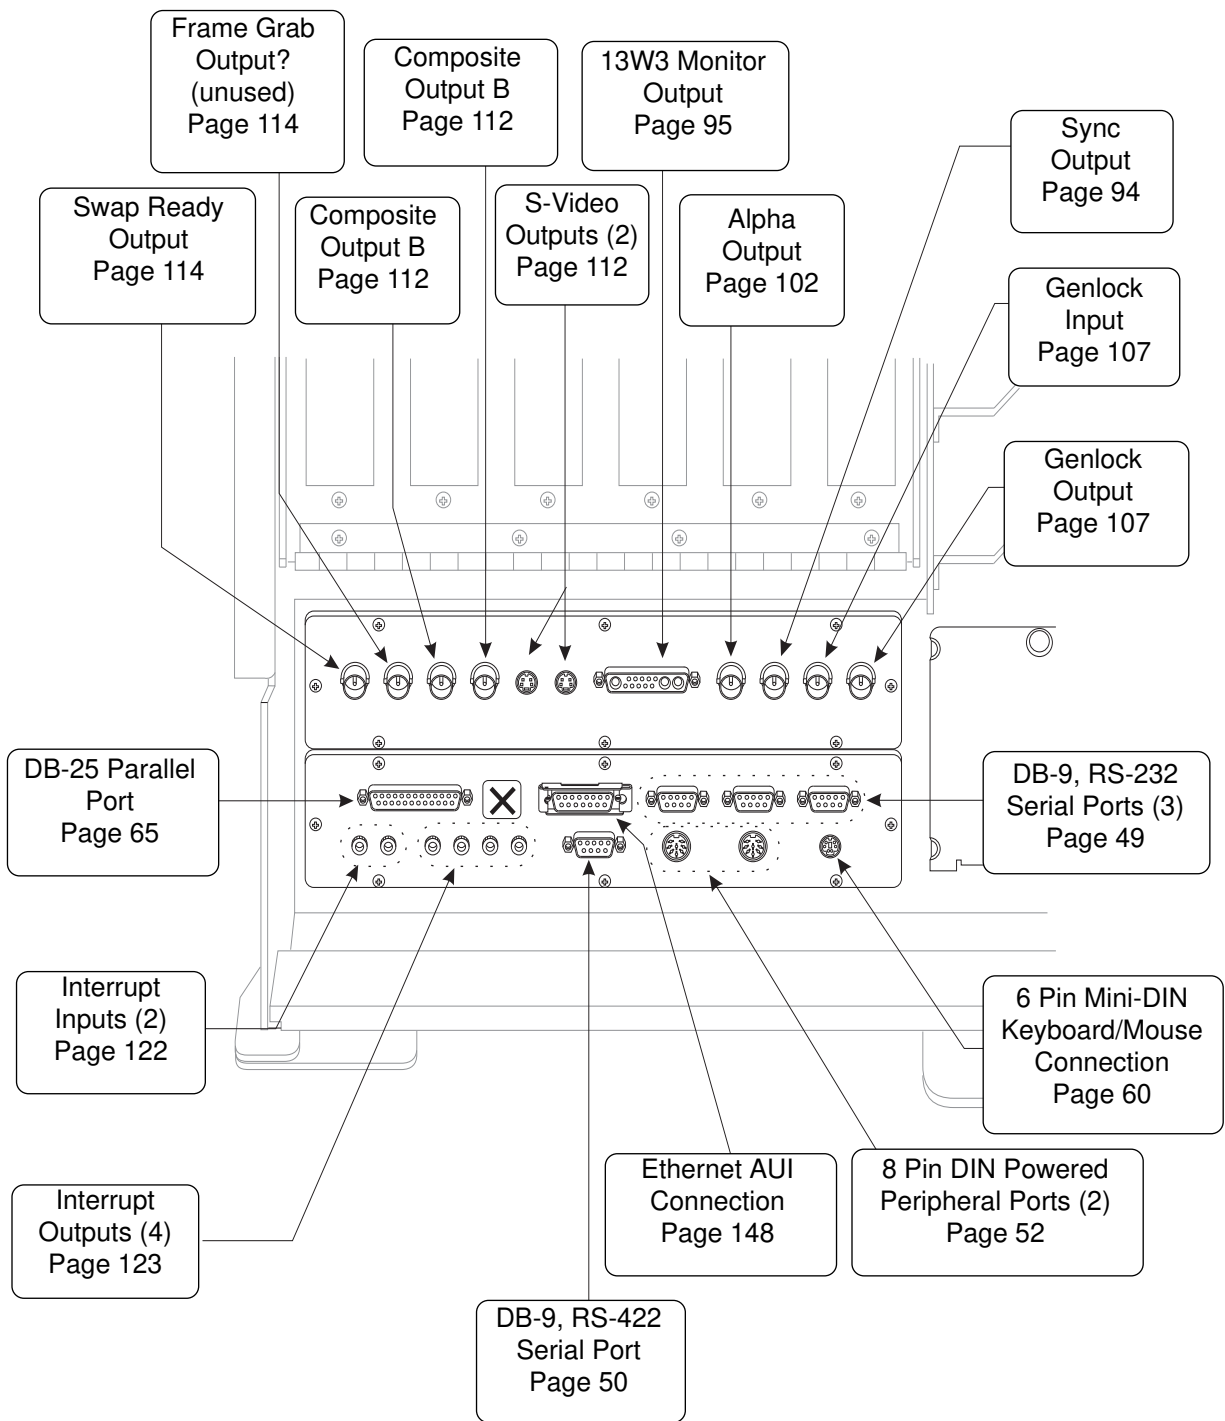 Frame Grab
Output?
(unused)
Page 114
Composite
Output B
Page 112
13W3 Monitor
Output
Page 95
Sync
Output
Page 94
Swap Ready
Output
Page 114
Composite
Output B
Page 112
S-Video
Outputs (2)
Page 112
Alpha
Output
Page 102
Genlock
Input
Page 107
Genlock
Output
Page 107
DB-25 Parallel
Port
Page 65
DB-9, RS-232
Serial Ports (3)
Page 49
Interrupt
Inputs (2)
Page 122
6 Pin Mini-DIN
Keyboard/Mouse
Connection
Page 60
Interrupt
Outputs (4)
Page 123
Ethernet AUI
Connection
Page 148
8 Pin DIN Powered
Peripheral Ports (2)
Page 52
DB-9, RS-422
Serial Port
Page 50